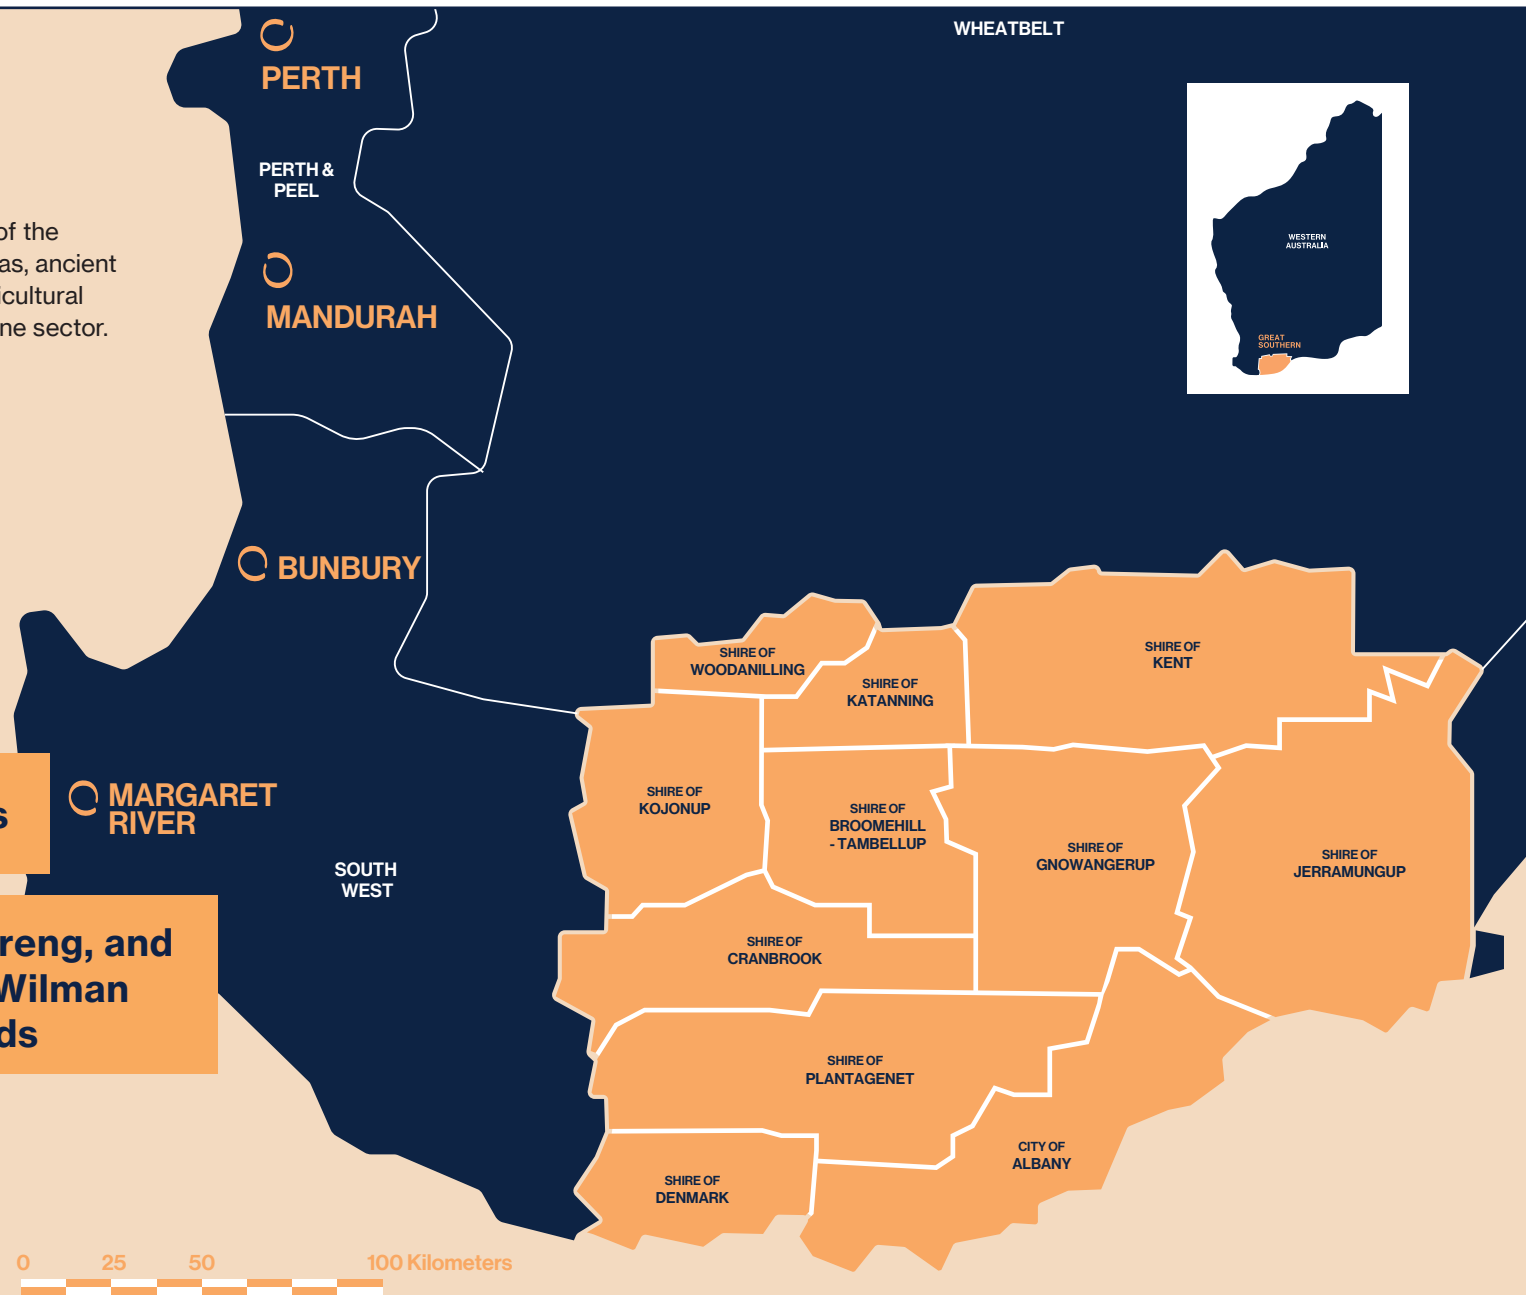 WHEATBELT
PERTH
PERTH &
PEEL
of the
as, ancient
icultural
ne sector.
MANDURAH
WESTERN
AUSTRALIA
GREAT
SOUTHERN
BUNBURY
SHIRE OF
WOODANILLING
SHIRE OF
KATANNING
SHIRE OF
KENT
MARGARET
RIVER
s
SHIRE OF
KOJONUP
SHIRE OF
BROOMEHILL
- TAMBELLUP
SHIRE OF
GNOWANGERUP
SHIRE OF
JERRAMUNGUP
SOUTH
WEST
reng, and
Wilman
ds
SHIRE OF
CRANBROOK
SHIRE OF
PLANTAGENET
CITY OF
ALBANY
SHIRE OF
DENMARK
0 25 50 100 Kilometers